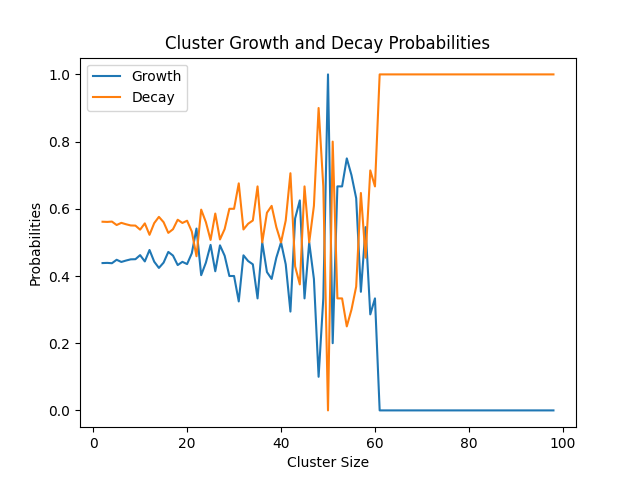 Cluster Growth and Decay Probabilities
Growth
Decay
1.0
0.8
0.6
0.4
0.2
0.0
Probabilities
0 20 40 60 80 100
Cluster Size